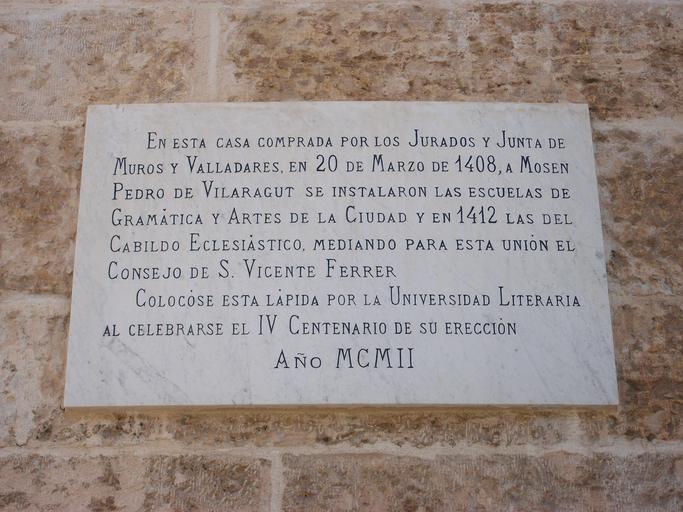 En esta casa comprada por los Jurados y Junta de
Muros y Valladares, en 20 de Marzo de 1408, a Mosen
Pedro de Vilaragut se instalaron las escuelas de
Gramática y Artes de la Ciudad y en 1412 las del
Cabildo Eclesiástico, mediando para esta unión el
Consejo de S. Vicente Ferrer
Colocóse esta lápida por la Universidad Literaria
al celebrarse el IV Centenario de su erección
Año MCMII